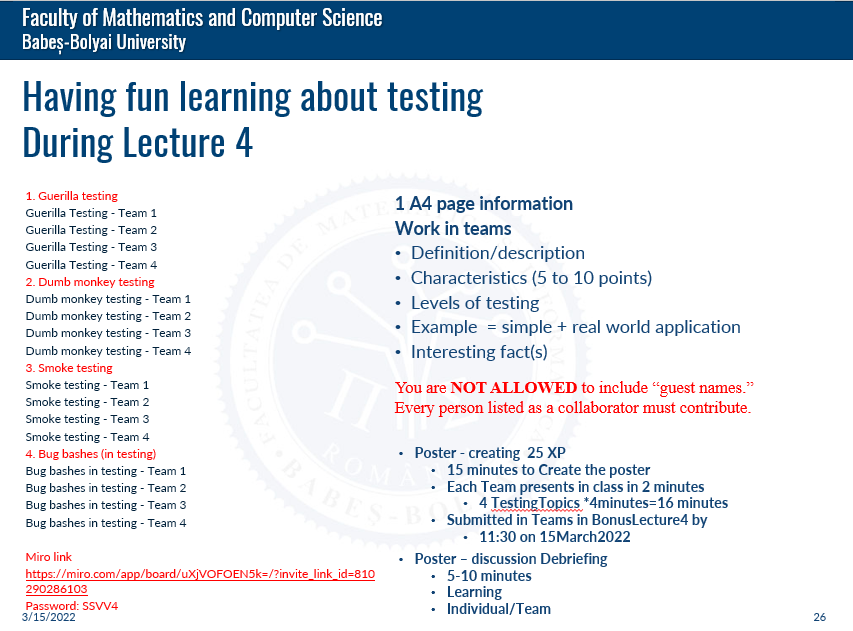 Faculty of Mathematics and Computer Science
Babeș-Bolyai University
Having fun learning about testing
During Lecture 4
1. Guerilla testing
Guerilla Testing - Team 1
Guerilla Testing - Team 2
Guerilla Testing - Team 3
Guerilla Testing - Team 4
2. Dumb monkey testing
Dumb monkey testing - Team 1
Dumb monkey testing - Team 2
Dumb monkey testing - Team 3
Dumb monkey testing - Team 4
3. Smoke testing
Smoke testing - Team 1
Smoke testing - Team 2
Smoke testing - Team 3
Smoke testing - Team 4
4. Bug bashes (in testing)
Bug bashes in testing - Team 1
Bug bashes in testing - Team 2
Bug bashes in testing - Team 3
Bug bashes in testing - Team 4
Miro link
https://miro.com/app/board/uXjVOFOEN5k=/?invite_link_id=810
290286103
Password: SSVV4
1 A4 page information
Work in teams
• Definition/description
• Characteristics (5 to 10 points)
• Levels of testing
• Example = simple + real world application
• Interesting fact(s)
You are NOT ALLOWED to include “guest names.”
Every person listed as a collaborator must contribute.
• Poster - creating 25 XP
• 15 minutes to Create the poster
• Each Team presents in class in 2 minutes
• 4 TestingTopics *4minutes=16 minutes
• Submitted in Teams in BonusLecture4 by
• 11:30 on 15March2022
• Poster – discussion Debriefing
• 5-10 minutes
• Learning
• Individual/Team
3/15/2022
26